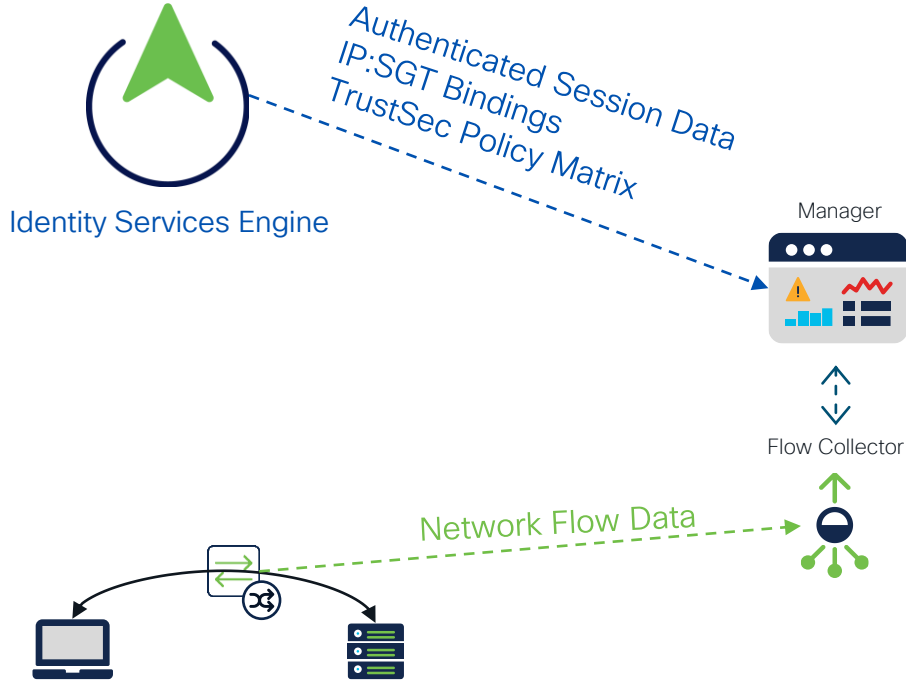 Authenticated Session Data
IP:SGT Bindings
TrustSec Policy Matrix
Identity Services Engine
Manager
!
Flow Collector
Network Flow Data